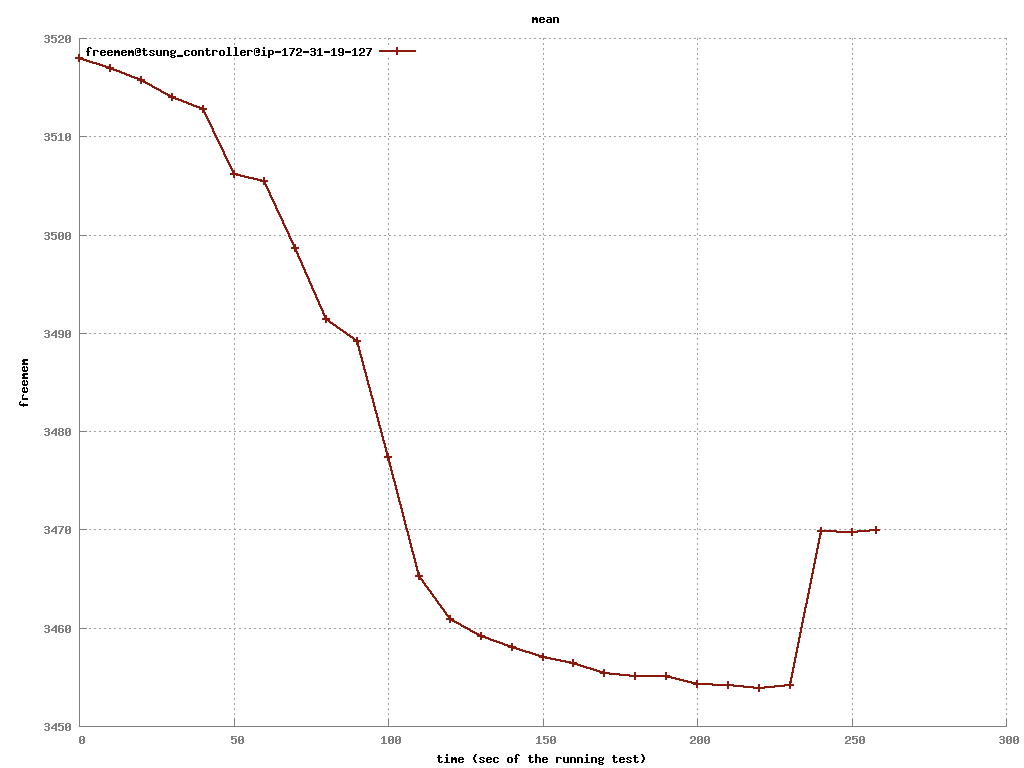 mean
3520
freemem@tsung_controller@ip-172-31-19-127
3510
3500
3490
3480
3470
3460
3450
freemem
0 50 100 150 200 250 300
time (sec of the running test)